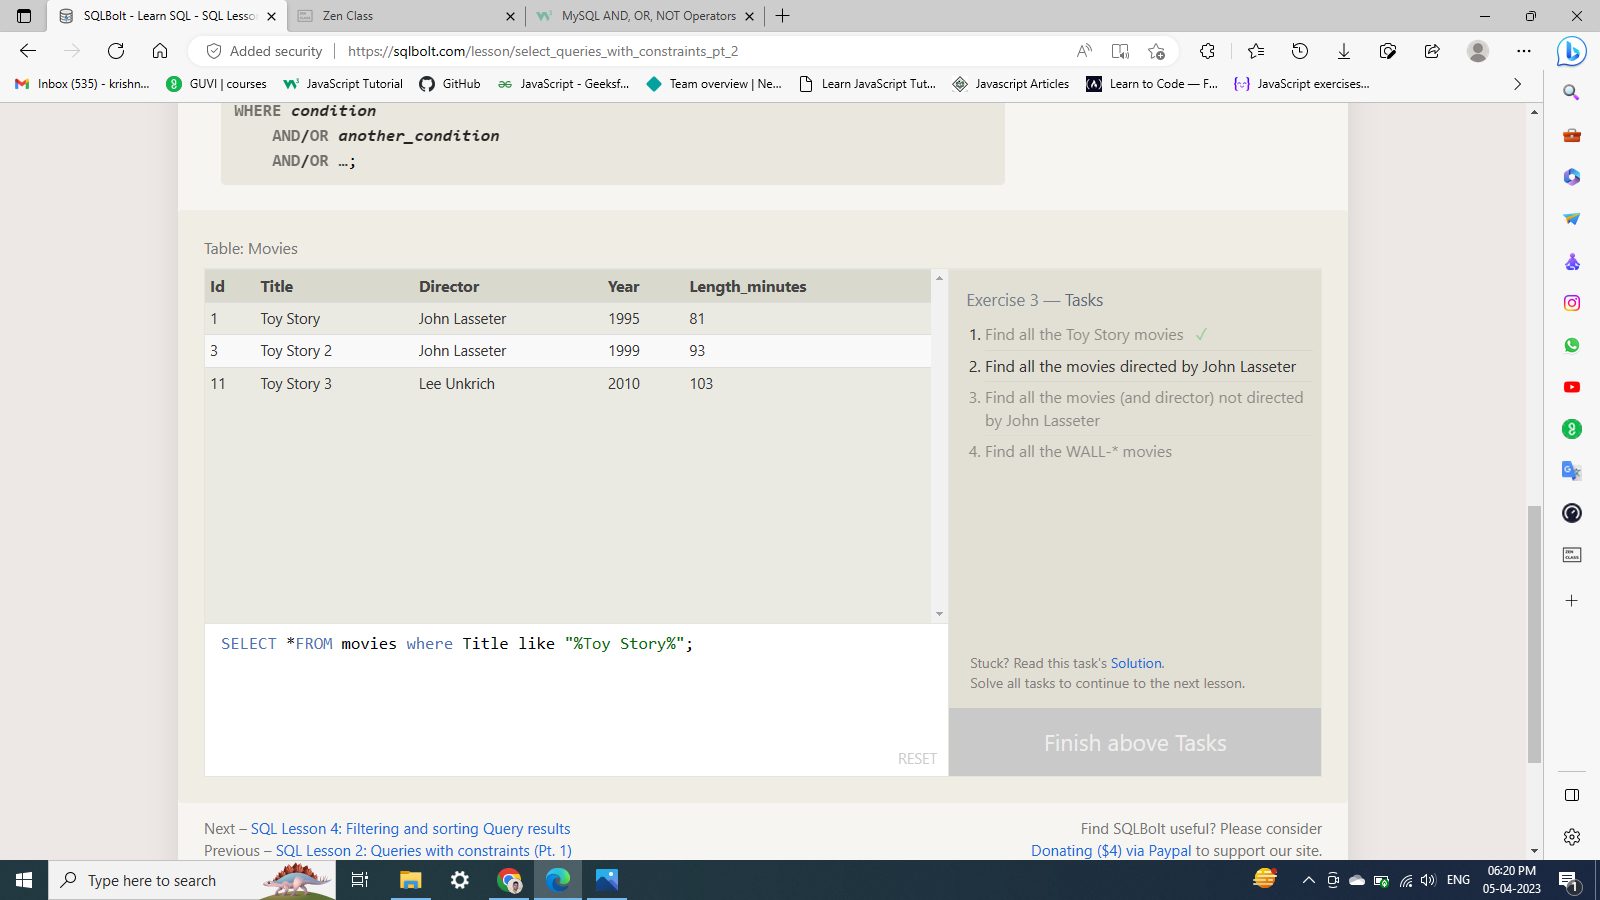 SQLBolt - Learn SQL - SQL Lesso
Zen Class
MySQL AND, OR, NOT Operators
Added security
https://sqlbolt.com/lesson/select_queries_with_constraints_pt_2
Inbox (535) - krishn...
GUVI | courses
JavaScript Tutorial
GitHub
JavaScript - Geeksf...
Team overview | Ne...
Learn JavaScript Tut...
Javascript Articles
Learn to Code — F...
JavaScript exercises...
WHERE condition
AND/OR another_condition
AND/OR …;
Table: Movies
Id Title Director Year Length_minutes
1 Toy Story John Lasseter 1995 81
3 Toy Story 2 John Lasseter 1999 93
11 Toy Story 3 Lee Unkrich 2010 103
Exercise 3 — Tasks
1. Find all the Toy Story movies ✓
2. Find all the movies directed by John Lasseter
3. Find all the movies (and director) not directed
by John Lasseter
4. Find all the WALL-* movies
SELECT *FROM movies where Title like "%Toy Story%";
RESET
Stuck? Read this task's Solution.
Solve all tasks to continue to the next lesson.
Finish above Tasks
Next – SQL Lesson 4: Filtering and sorting Query results
Previous – SQL Lesson 2: Queries with constraints (Pt. 1)
Find SQLBolt useful? Please consider
Donating ($4) via Paypal to support our site.
Type here to search
ENG
06:20 PM
05-04-2023
1